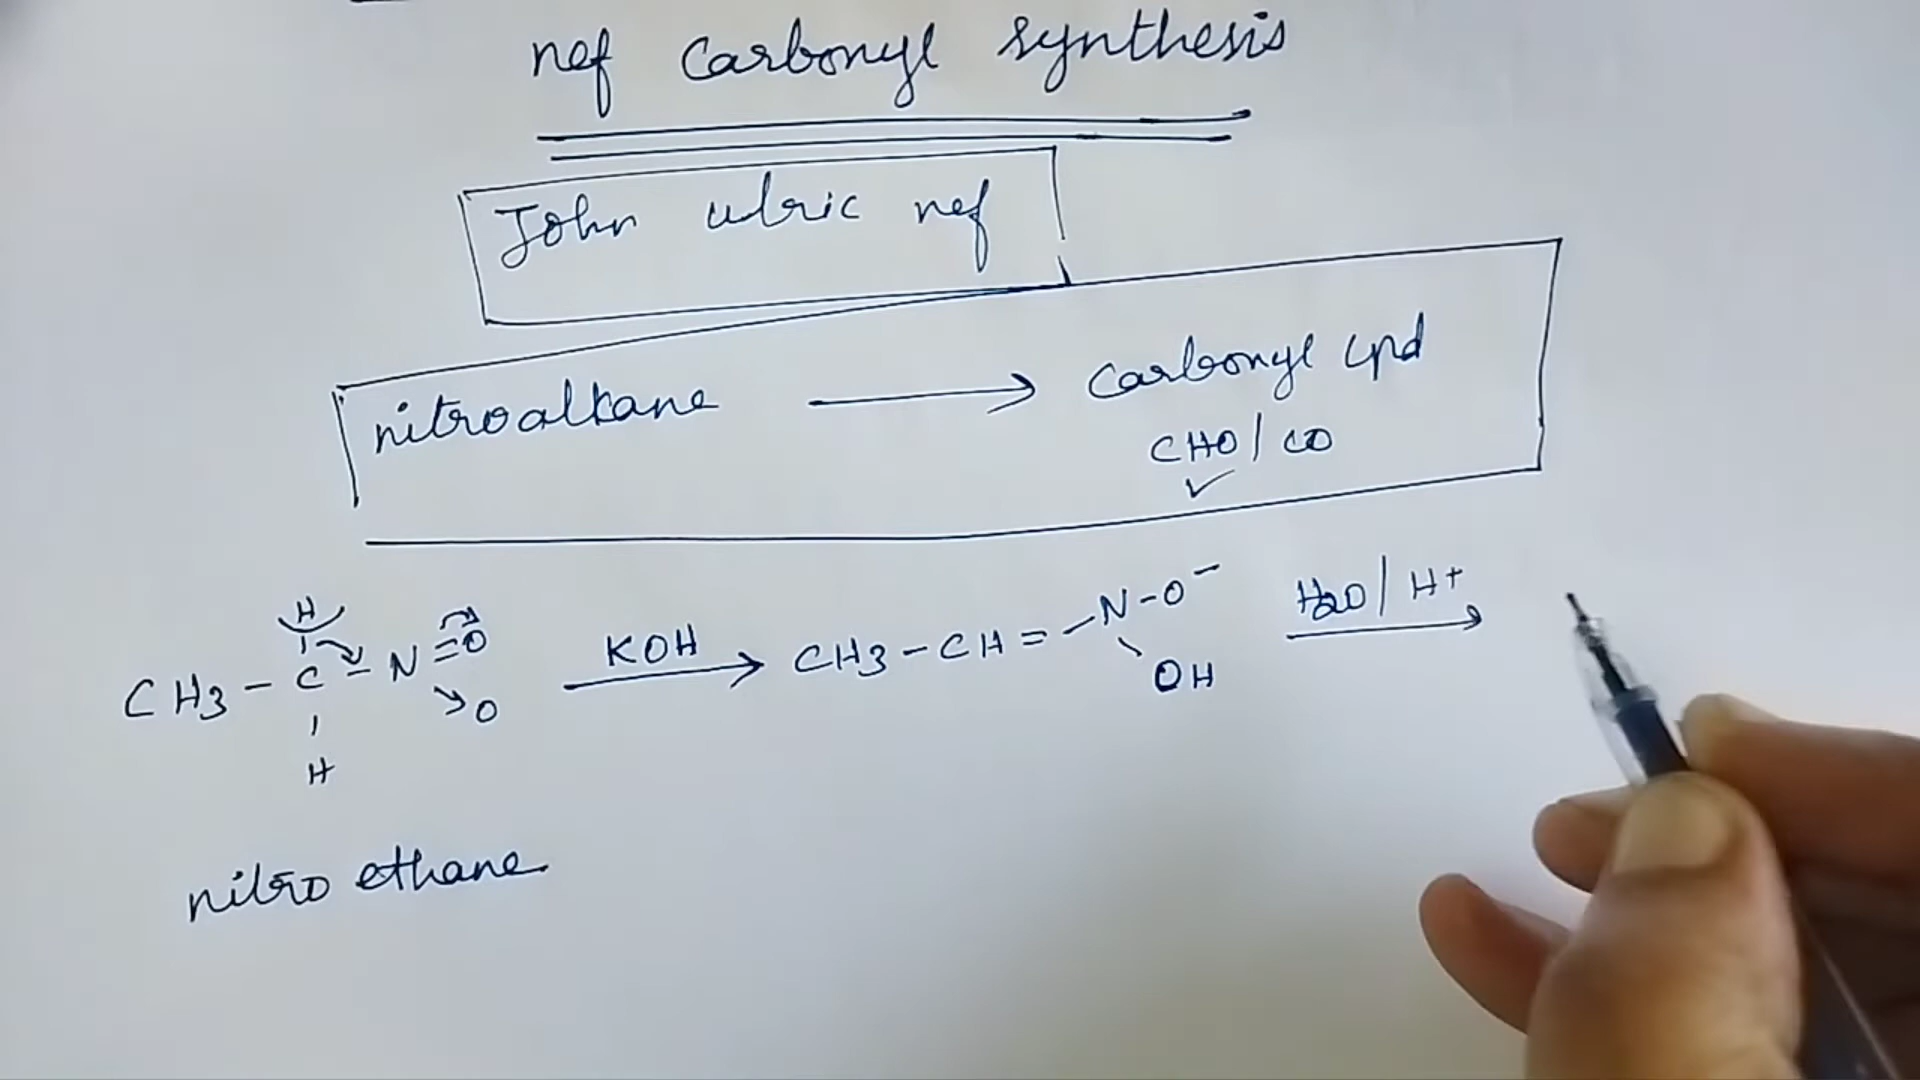 nef carbonyl synthesis
John ulric nef
nitroalkane ⟶ carbonyl cpd
CHO / CO
✓
H
CH3 - C - N = O
O
H
KOH
CH3 - CH = N - O⁻
OH
H2O / H+
nitro ethane